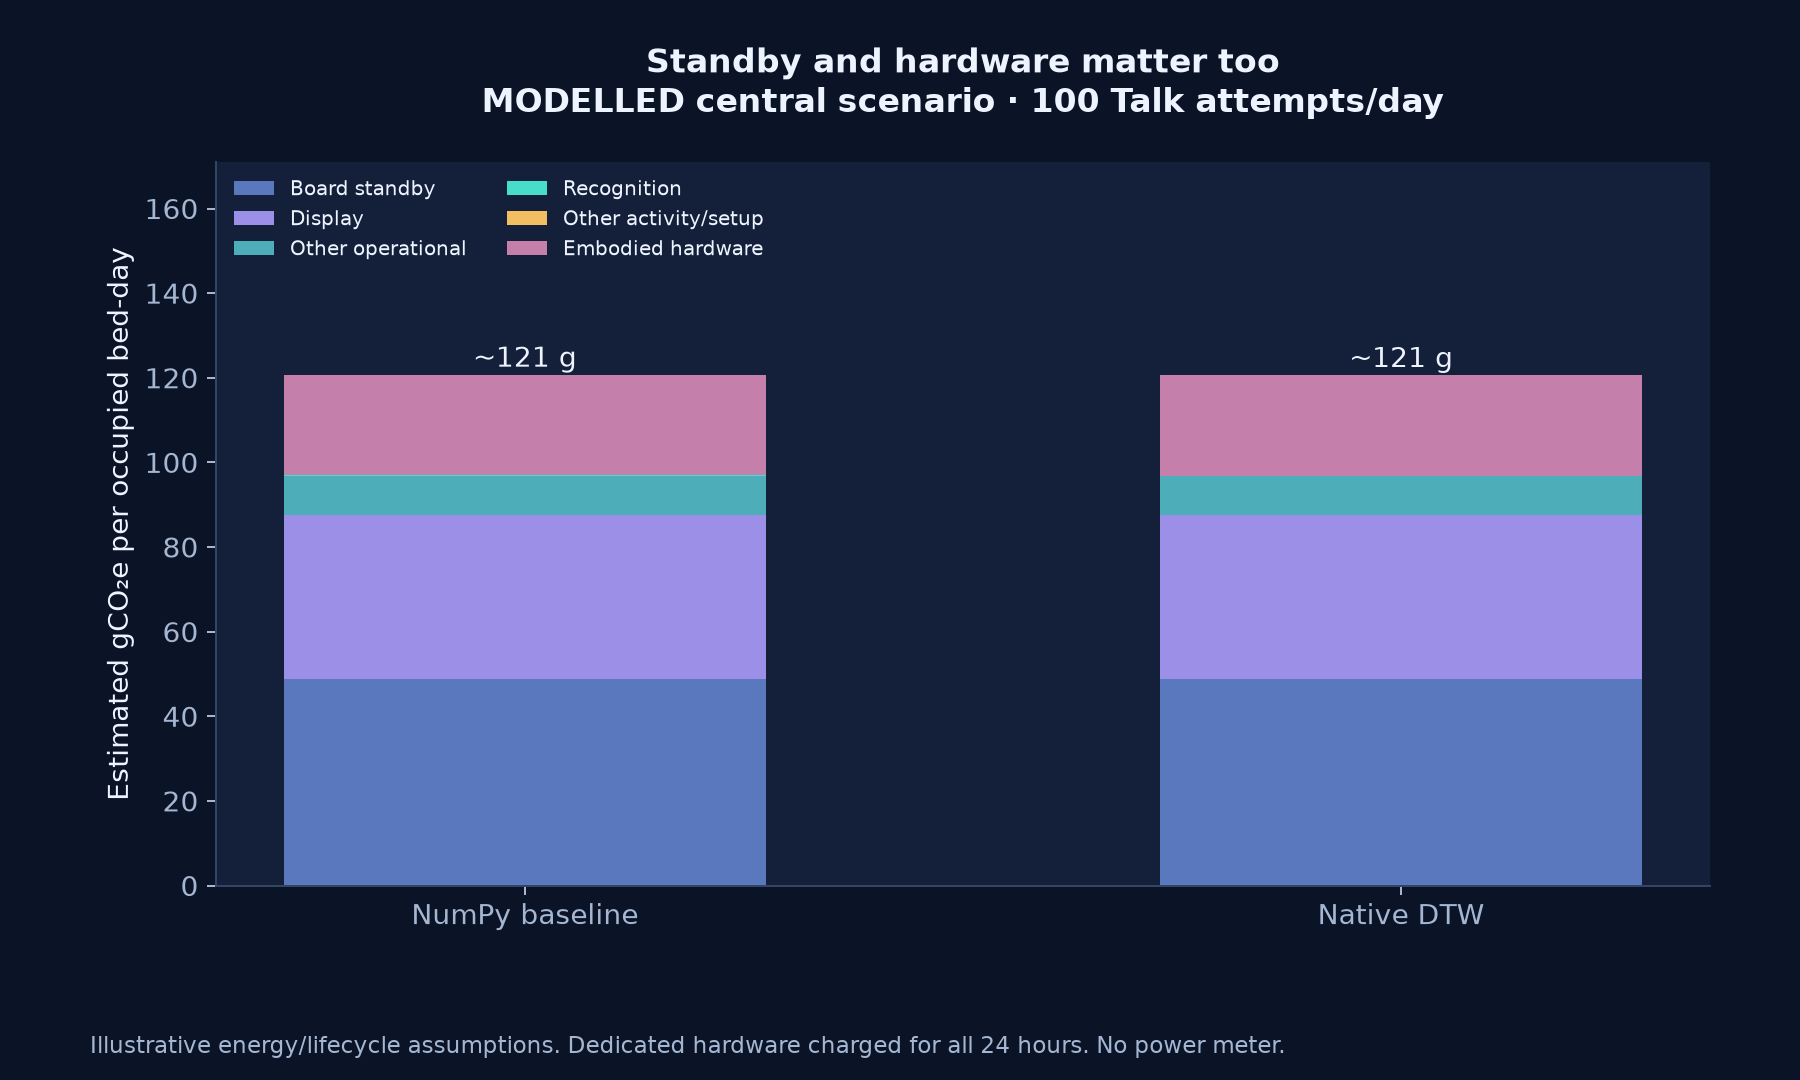 Standby and hardware matter too
MODELLED central scenario · 100 Talk attempts/day
Board standby
Display
Other operational
Recognition
Other activity/setup
Embodied hardware
Estimated gCO₂e per occupied bed-day
160
140
120
100
80
60
40
20
0
~121 g
~121 g
NumPy baseline
Native DTW
Illustrative energy/lifecycle assumptions. Dedicated hardware charged for all 24 hours. No power meter.